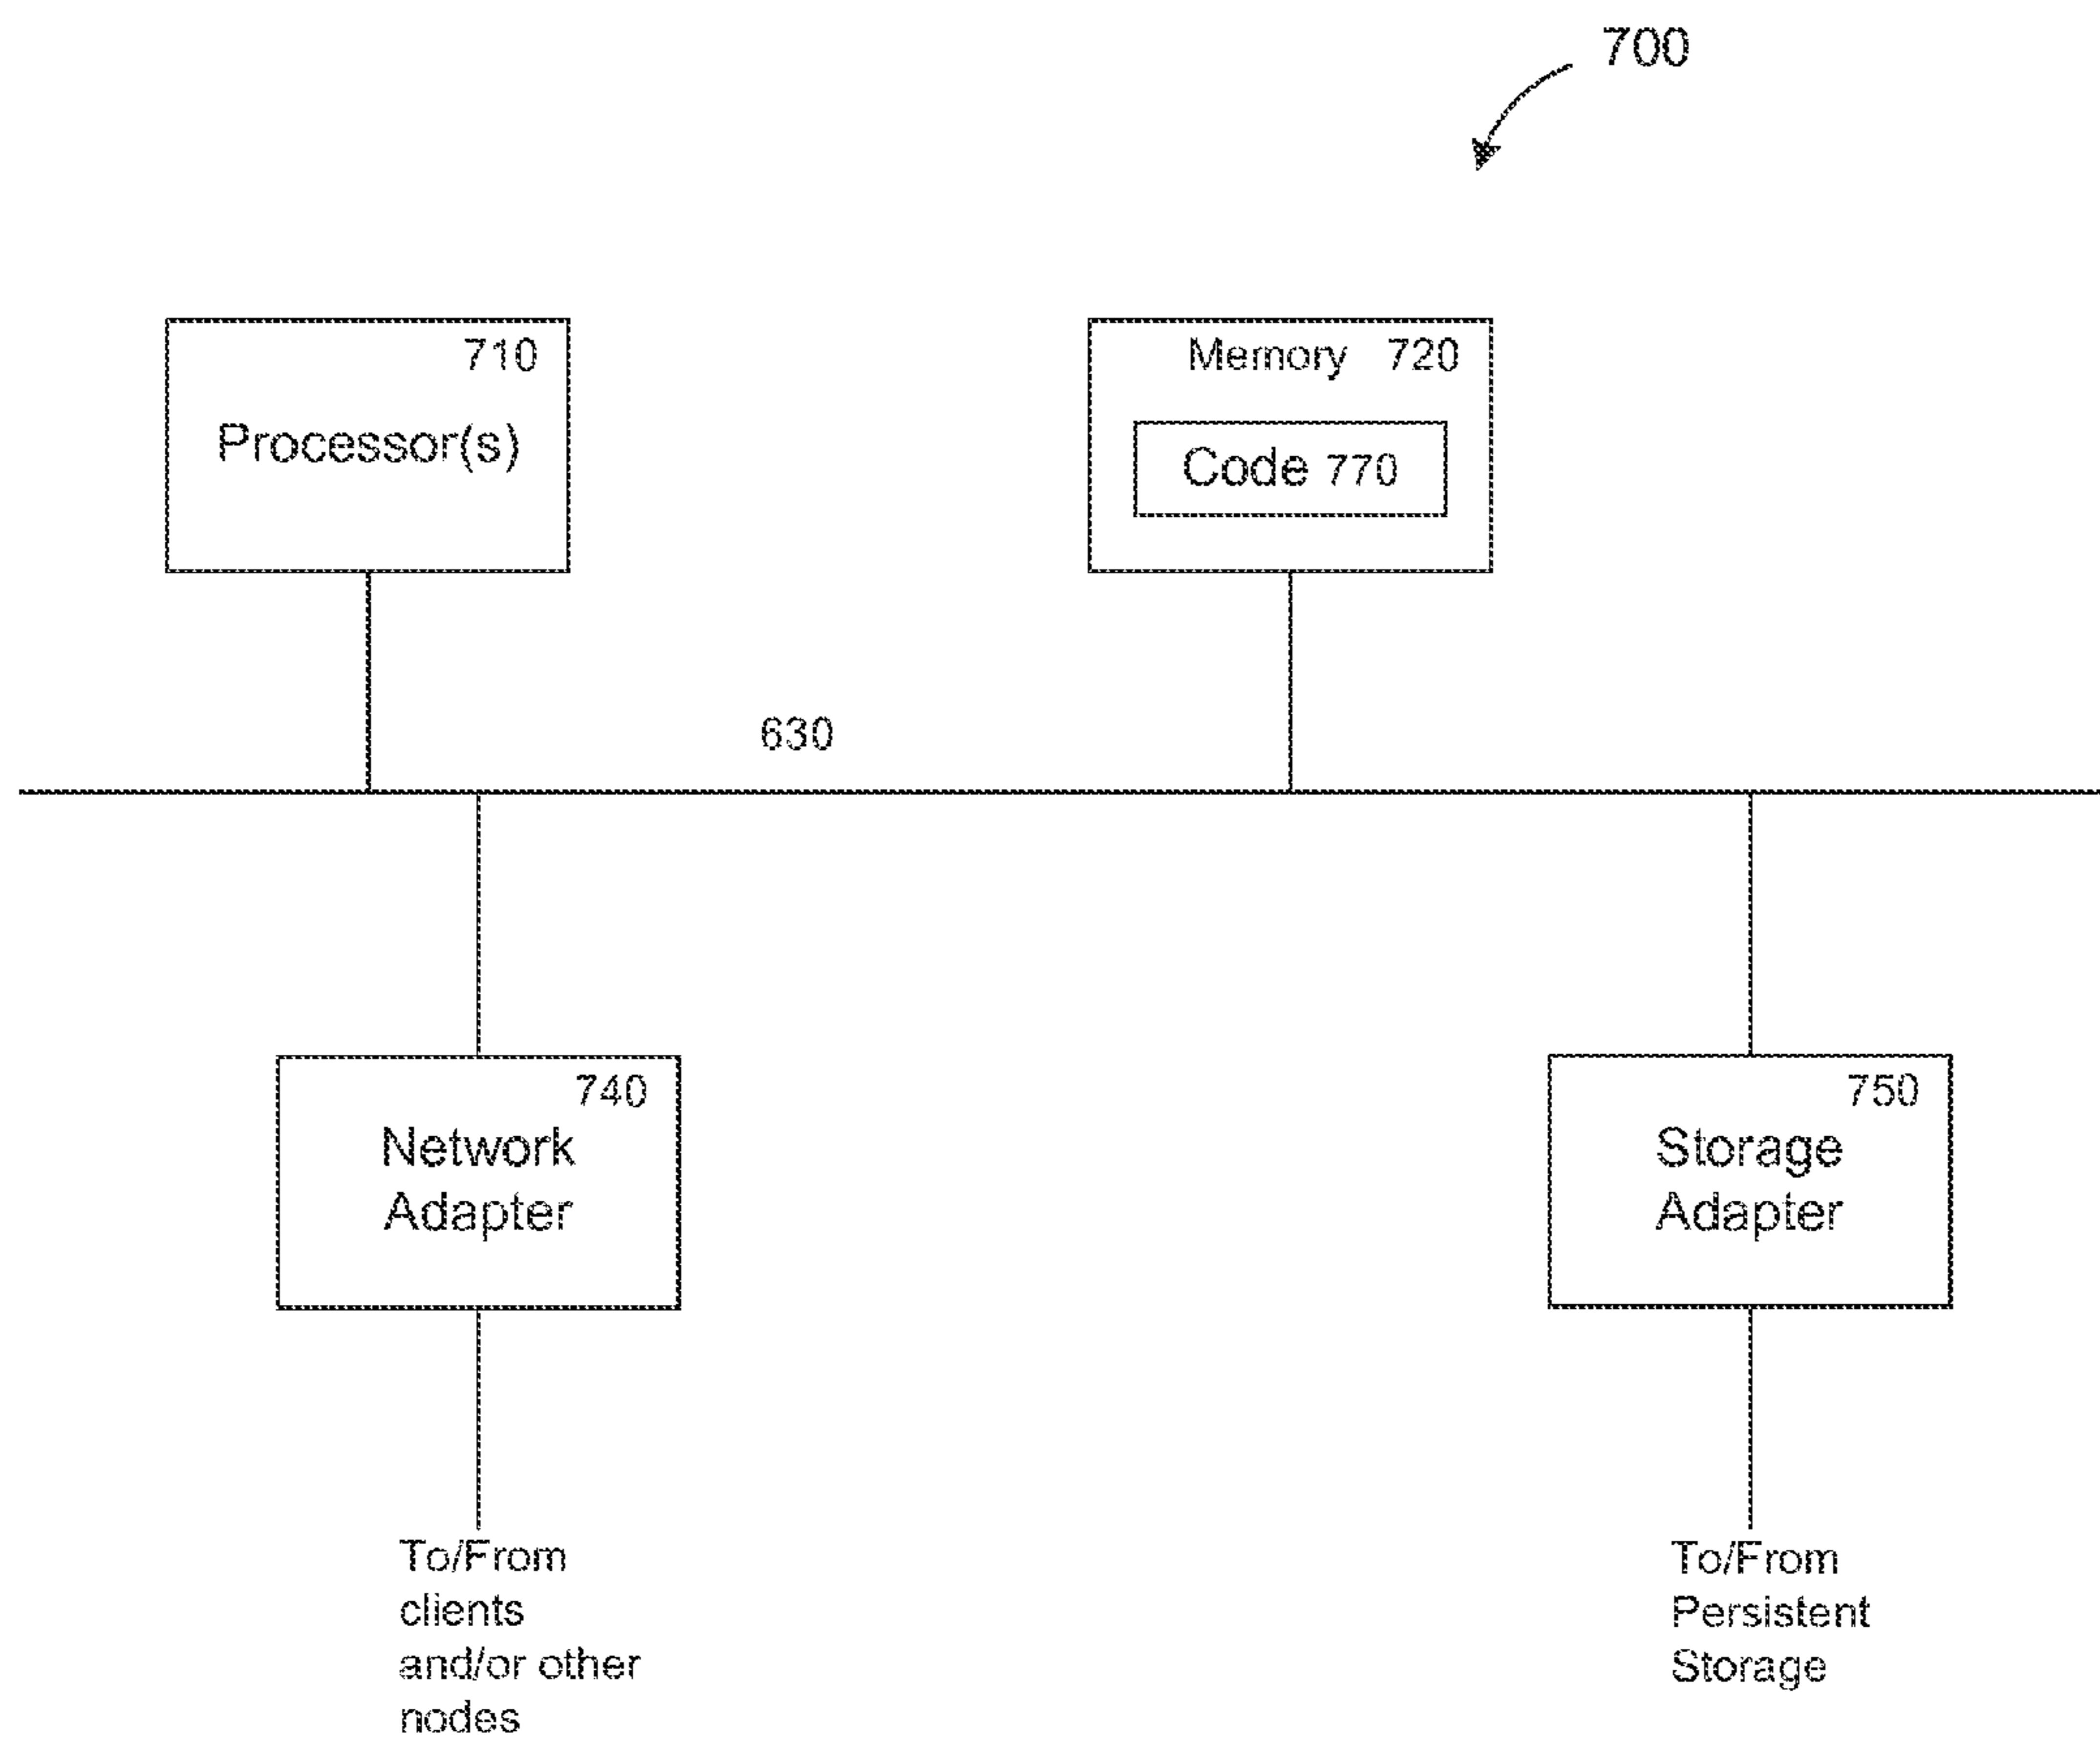 700
710
Processor(s)
Memory 720
Code 770
630
740
Network
Adapter
750
Storage
Adapter
To/From
clients
and/or other
nodes
To/From
Persistent
Storage